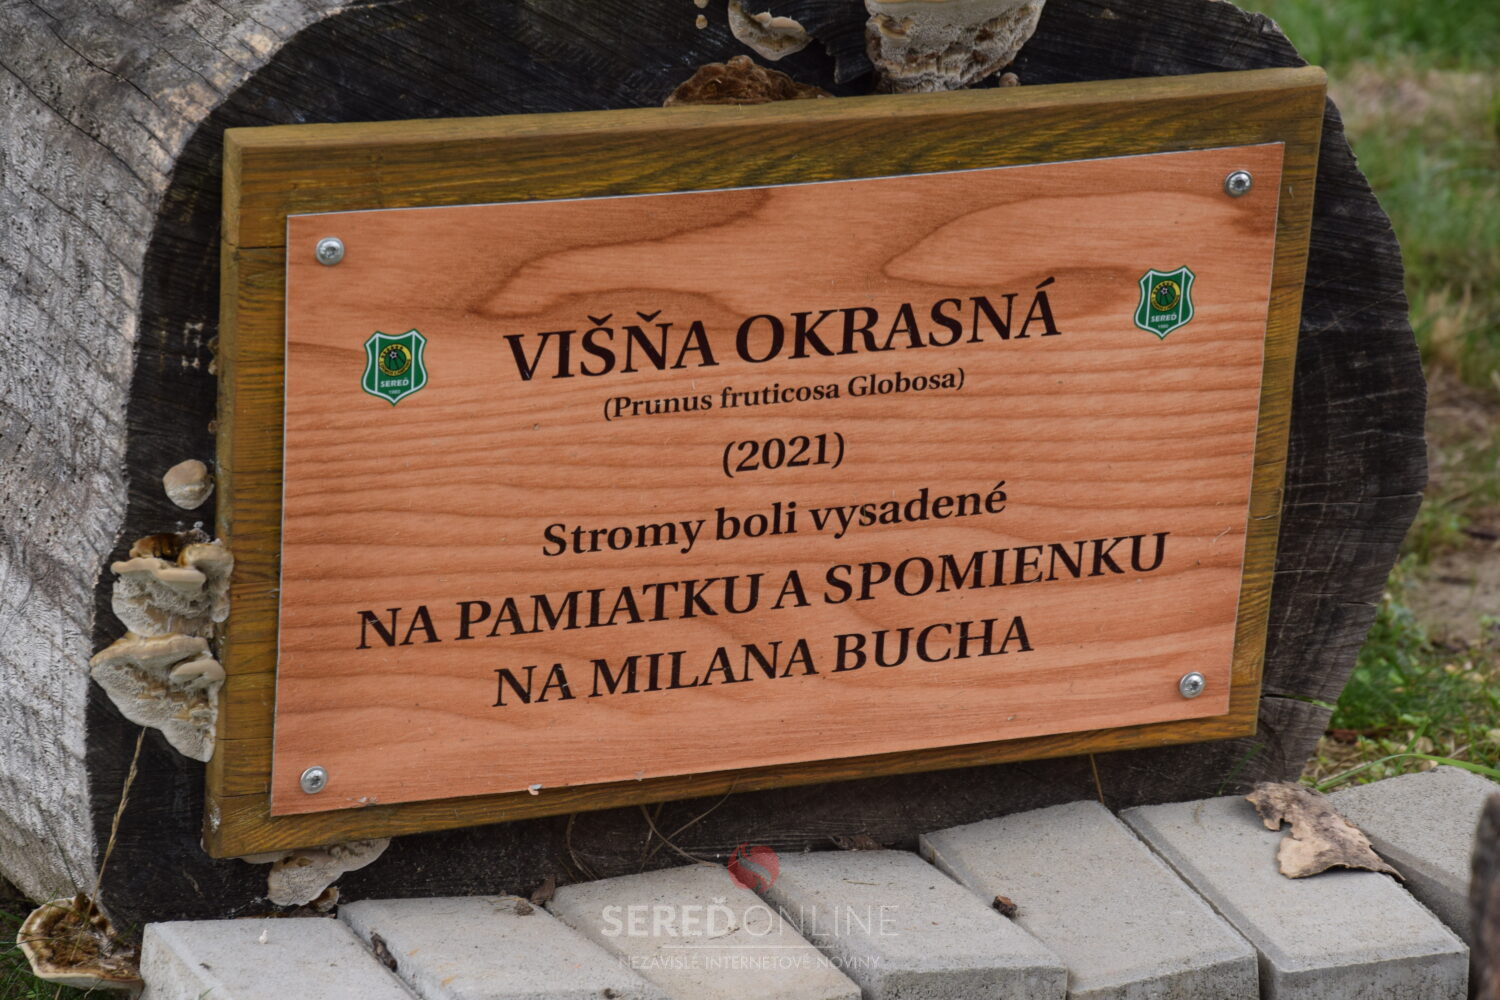 VIŠŇA OKRASNÁ
(Prunus fruticosa Globosa)
(2021)
Stromy boli vysadené
NA PAMIATKU A SPOMIENKU
NA MILANA BUCHA
SEREĎ
SEREĎ
SEREĎONLINE
NEZÁVISLÉ INTERNETOVÉ NOVINY